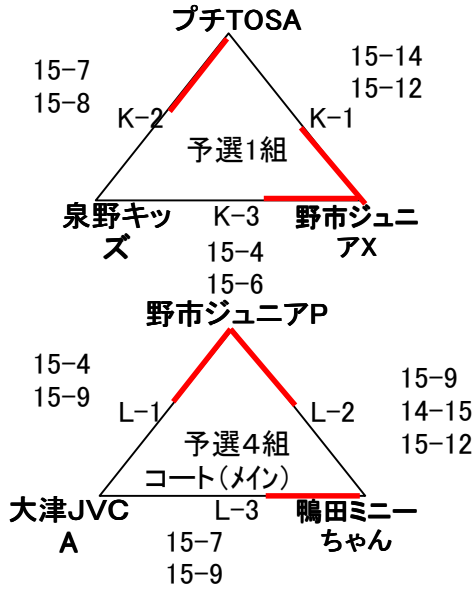 プチTOSA
15-7
15-8
15-14
15-12
K-2
K-1
予選1組
泉野キッ
ズ
K-3
野市ジュニ
アX
15-4
15-6
野市ジュニアP
15-4
15-9
15-9
14-15
15-12
L-1
L-2
予選４組
コート（メイン）
大津JVC
A
L-3
鴨田ミニー
ちゃん
15-7
15-9